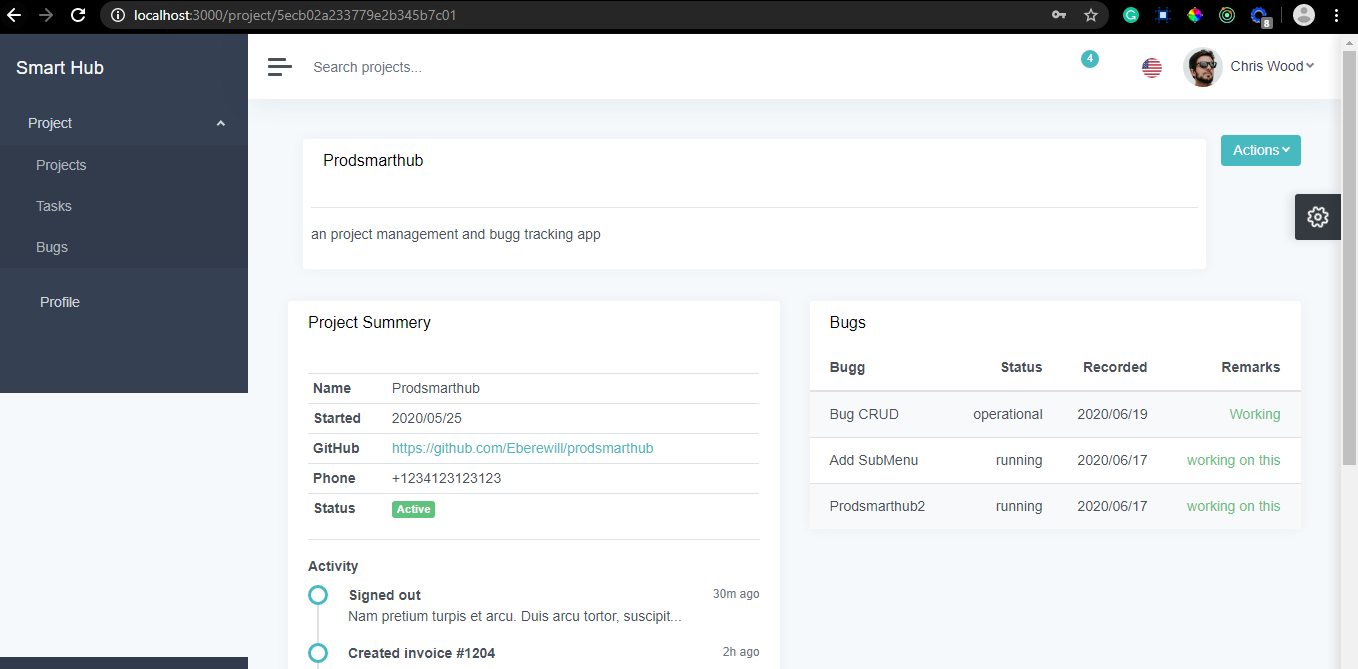 localhost:3000/project/5ecb02a233779e2b345b7c01
8
Smart Hub
Search projects...
4
Chris Wood
Project
Projects
Tasks
Bugs
Profile
Prodsmarthub
Actions
an project management and bugg tracking app
Project Summery
Name Prodsmarthub
Started 2020/05/25
GitHub https://github.com/Eberewill/prodsmarthub
Phone +1234123123123
Status Active
Activity
Signed out 30m ago
Nam pretium turpis et arcu. Duis arcu tortor, suscipit...
Created invoice #1204 2h ago
Bugs
Bugg Status Recorded Remarks
Bug CRUD operational 2020/06/19 Working
Add SubMenu running 2020/06/17 working on this
Prodsmarthub2 running 2020/06/17 working on this